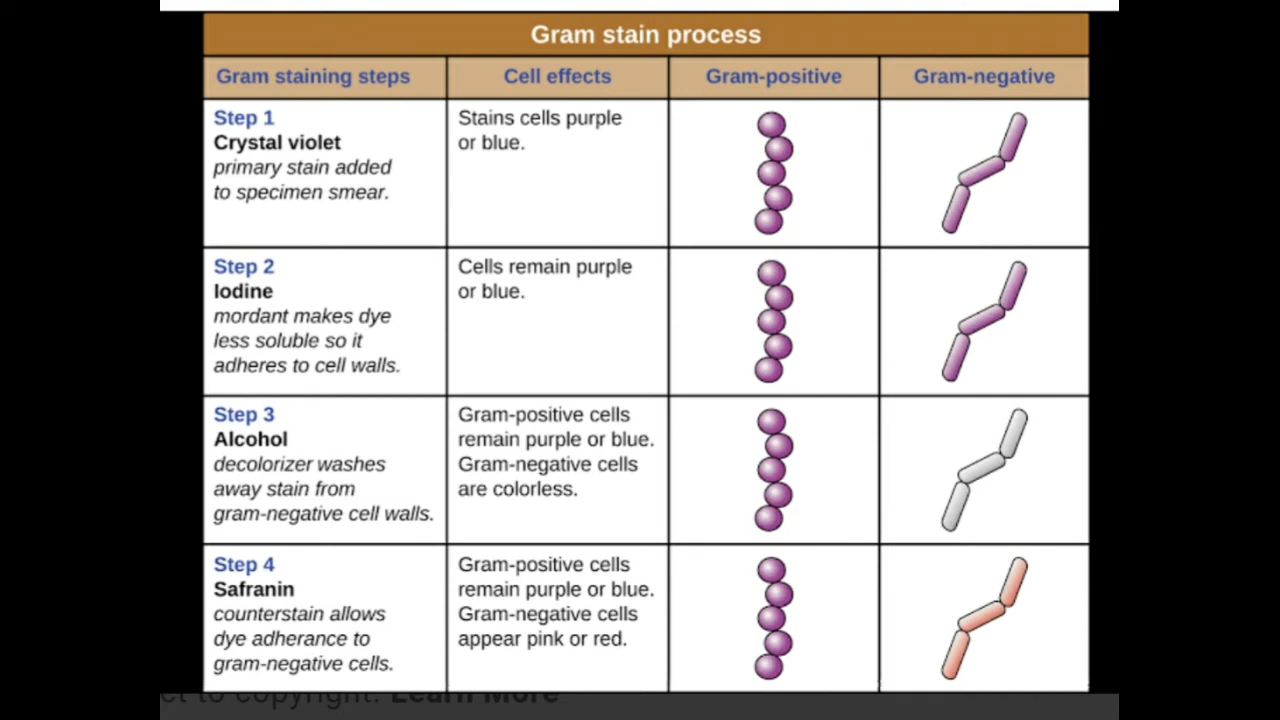 Gram stain process
Gram staining steps
Cell effects
Gram-positive
Gram-negative
Step 1
Crystal violet
primary stain added
to specimen smear.
Stains cells purple
or blue.
Step 2
Iodine
mordant makes dye
less soluble so it
adheres to cell walls.
Cells remain purple
or blue.
Step 3
Alcohol
decolorizer washes
away stain from
gram-negative cell walls.
Gram-positive cells
remain purple or blue.
Gram-negative cells
are colorless.
Step 4
Safranin
counterstain allows
dye adherance to
gram-negative cells.
Gram-positive cells
remain purple or blue.
Gram-negative cells
appear pink or red.
to copyright. Learn More